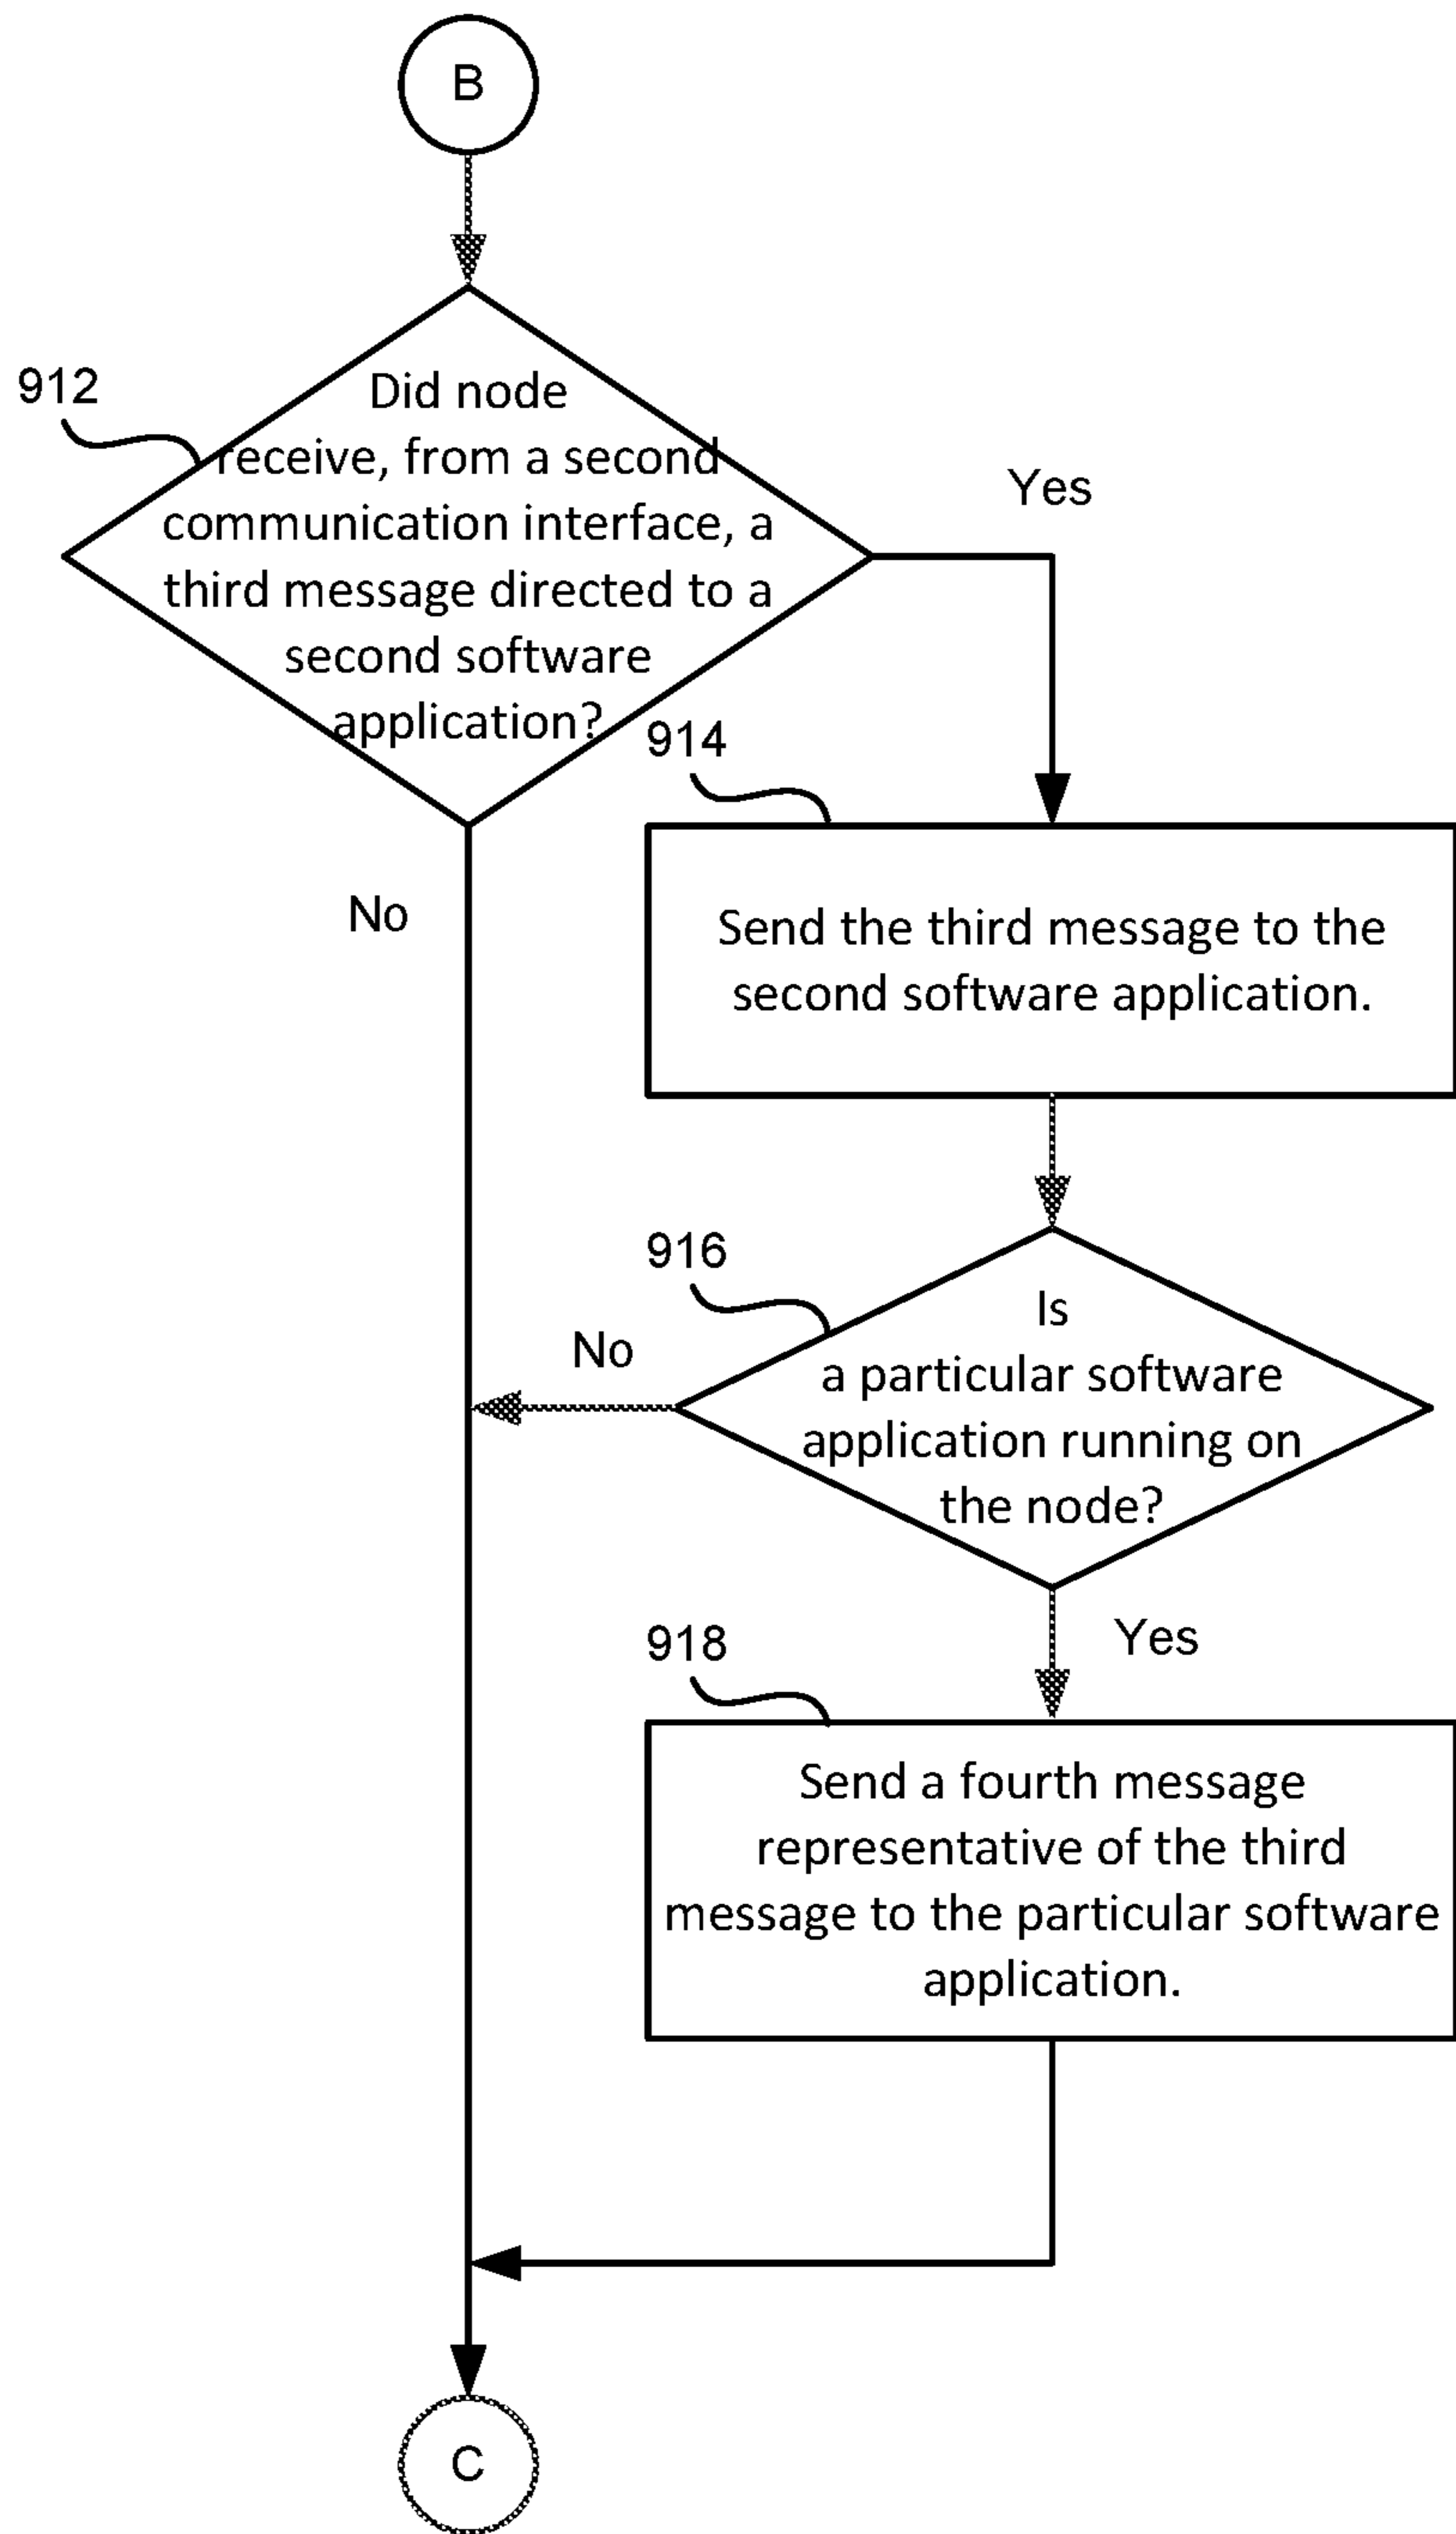 B
912
Did node
receive, from a second
communication interface, a
third message directed to a
second software
application?
Yes
No
914
Send the third message to the
second software application.
916
Is
a particular software
application running on
the node?
No
Yes
918
Send a fourth message
representative of the third
message to the particular software
application.
C